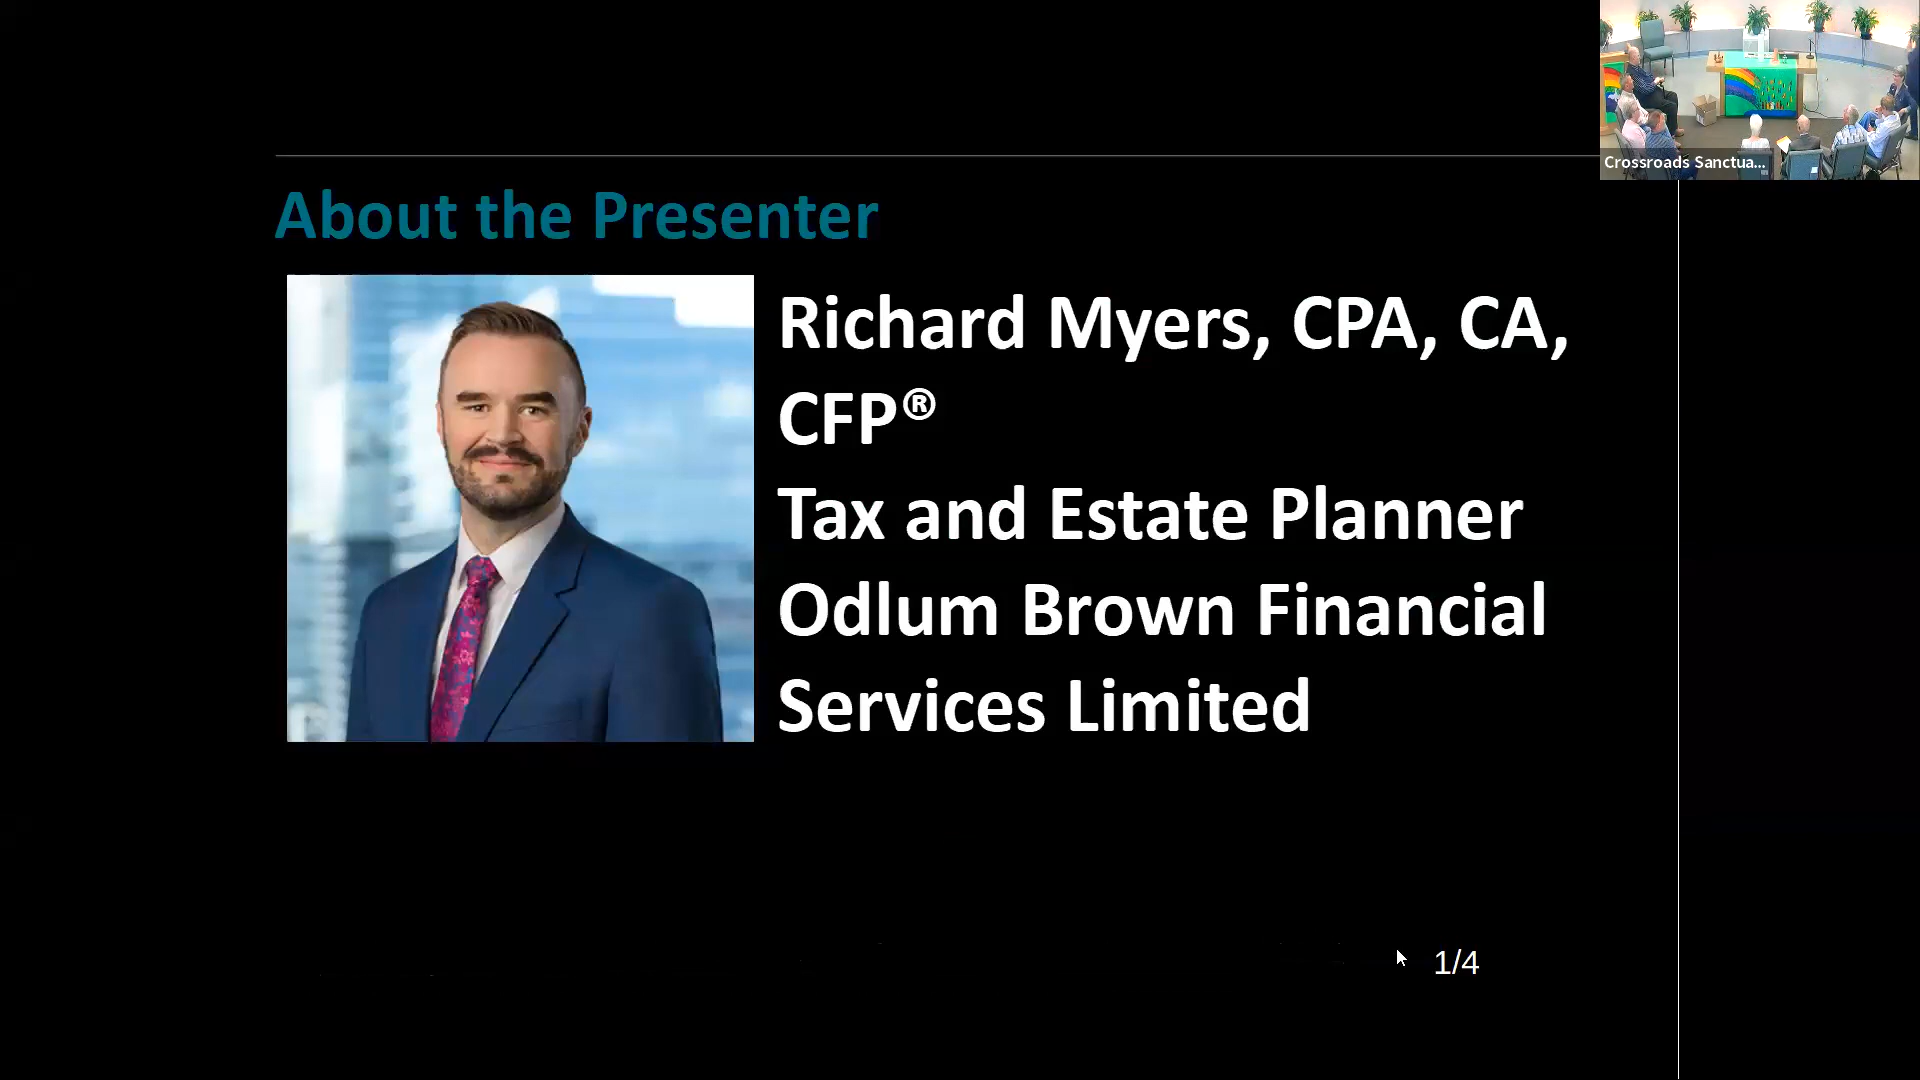 Crossroads Sanctua...
About the Presenter
Richard Myers, CPA, CA,
CFP®
Tax and Estate Planner
Odlum Brown Financial
Services Limited
1/4